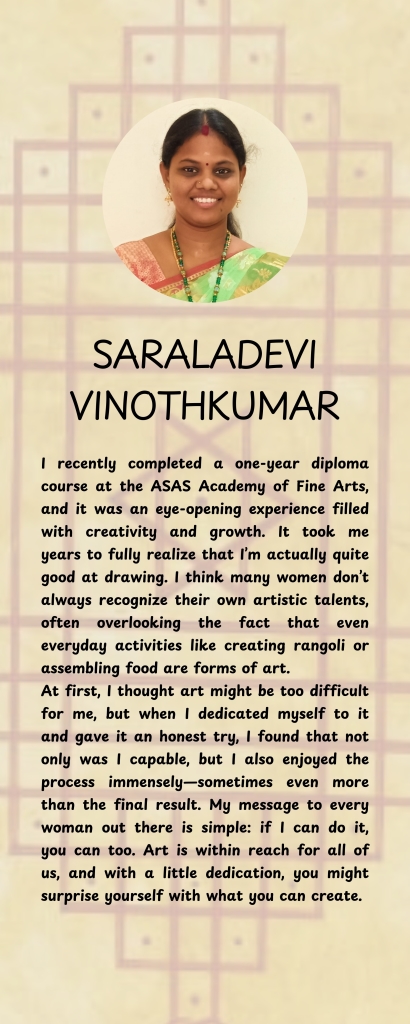 SARALADEVI
VINOTHKUMAR
I recently completed a one-year diploma
course at the ASAS Academy of Fine Arts,
and it was an eye-opening experience filled
with creativity and growth. It took me
years to fully realize that I'm actually quite
good at drawing. I think many women don't
always recognize their own artistic talents,
often overlooking the fact that even
everyday activities like creating rangoli or
assembling food are forms of art.
At first, I thought art might be too difficult
for me, but when I dedicated myself to it
and gave it an honest try, I found that not
only was I capable, but I also enjoyed the
process immensely—sometimes even more
than the final result. My message to every
woman out there is simple: if I can do it,
you can too. Art is within reach for all of
us, and with a little dedication, you might
surprise yourself with what you can create.